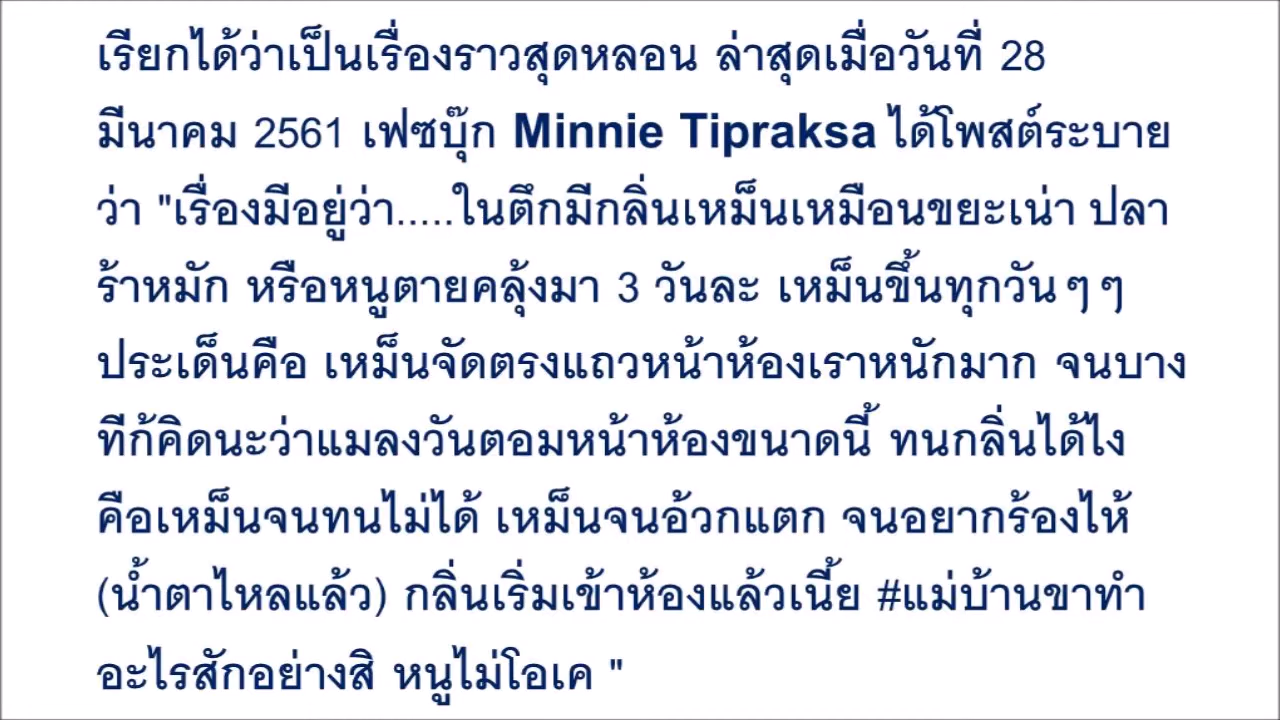 เรียกได้ว่าเป็นเรื่องราวสุดหลอน ล่าสุดเมื่อวันที่ 28
มีนาคม 2561 เฟซบุ๊ก Minnie Tipraksa ได้โพสต์ระบาย
ว่า "เรื่องมีอยู่ว่า.....ในตึกมีกลิ่นเหม็นเหมือนขยะเน่า ปลา
ร้าหมัก หรือหนูตายคลุ้งมา 3 วันละ เหม็นขึ้นทุกวันๆๆ
ประเด็นคือ เหม็นจัดตรงแถวหน้าห้องเราหนักมาก จนบาง
ทีก้คิดนะว่าแมลงวันตอมหน้าห้องขนาดนี้ ทนกลิ่นได้ไง
คือเหม็นจนทนไม่ได้ เหม็นจนอ้วกแตก จนอยากร้องไห้
(น้ำตาไหลแล้ว) กลิ่นเริ่มเข้าห้องแล้วเนี้ย #แม่บ้านขาทำ
อะไรสักอย่างสิ หนูไม่โอเค "